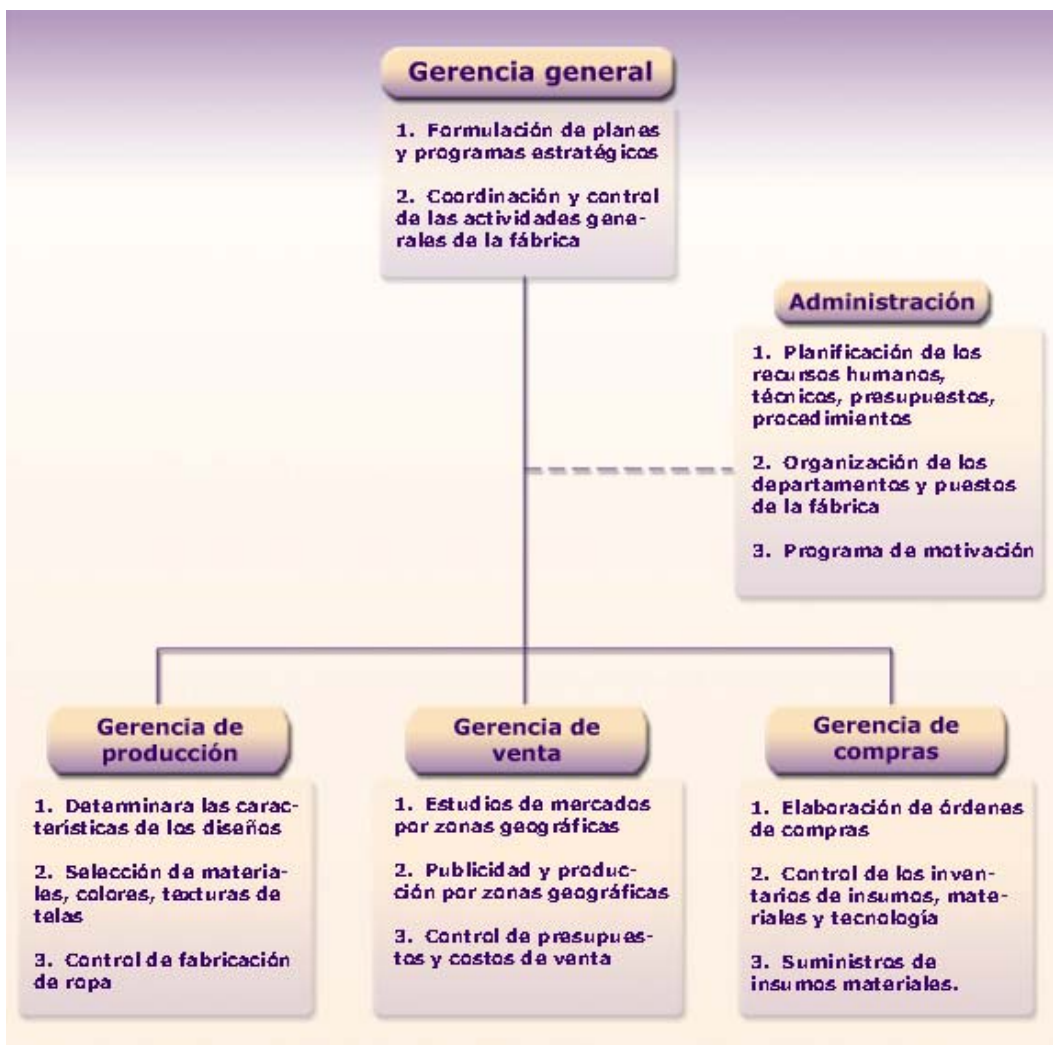 Gerencia general
1. Formulación de planes
y programas estratégicos
2. Coordinación y control
de las actividades gene-
rales de la fábrica
Administración
1. Planificación de los
recursos humanos,
técnicos, presupuestos,
procedimientos
2. Organización de los
departamentos y puestos
de la fábrica
3. Programa de motivación
Gerencia de
producción
1. Determinara las carac-
terísticas de los diseños
2. Selección de materia-
les, colores, texturas de
telas
3. Control de fabricación
de ropa
Gerencia de
venta
1. Estudios de mercados
por zonas geográficas
2. Publicidad y produc-
ción por zonas geográficas
3. Control de presupues-
tos y costos de venta
Gerencia de
compras
1. Elaboración de órdenes
de compras
2. Control de los inven-
tarios de insumos, mate-
riales y tecnología
3. Suministros de
insumos materiales.